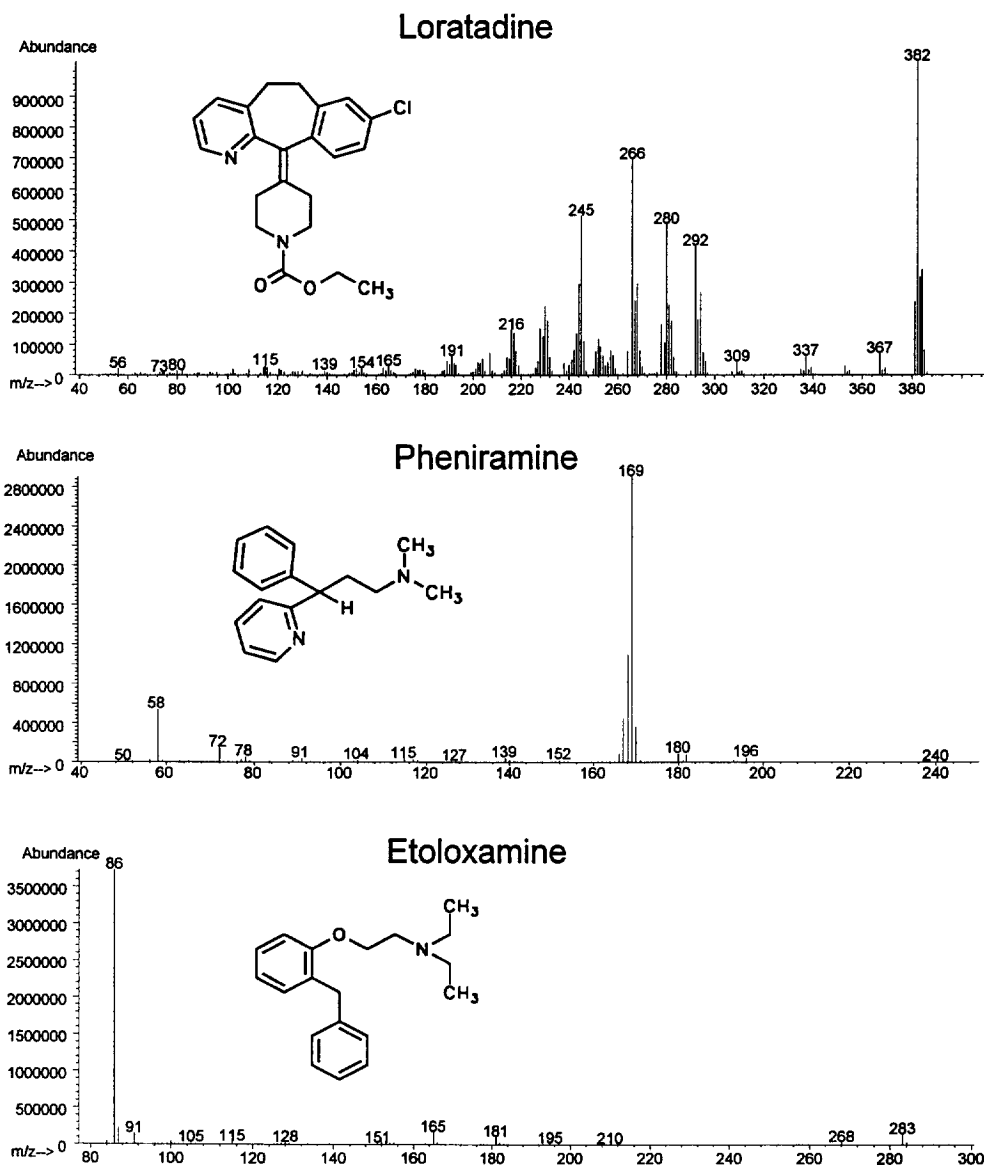 Loratadine
Abundance
900000
800000
700000
600000
500000
400000
300000
200000
100000
0
m/z-->
Cl
N
N
O
O
CH3
56
73
80
115
139
154
165
191
216
245
266
280
292
309
337
367
382
40 60 80 100 120 140 160 180 200 220 240 260 280 300 320 340 360 380
Pheniramine
Abundance
2800000
2400000
2000000
1600000
1200000
800000
400000
0
m/z-->
CH3
N
CH3
H
N
50
58
72
78
91
104
115
127
139
152
169
180
196
240
40 60 80 100 120 140 160 180 200 220 240
Etoloxamine
Abundance
3500000
3000000
2500000
2000000
1500000
1000000
500000
0
m/z-->
CH3
O
N
CH3
86
91
105
115
128
151
165
181
195
210
268
283
80 100 120 140 160 180 200 220 240 260 280 300